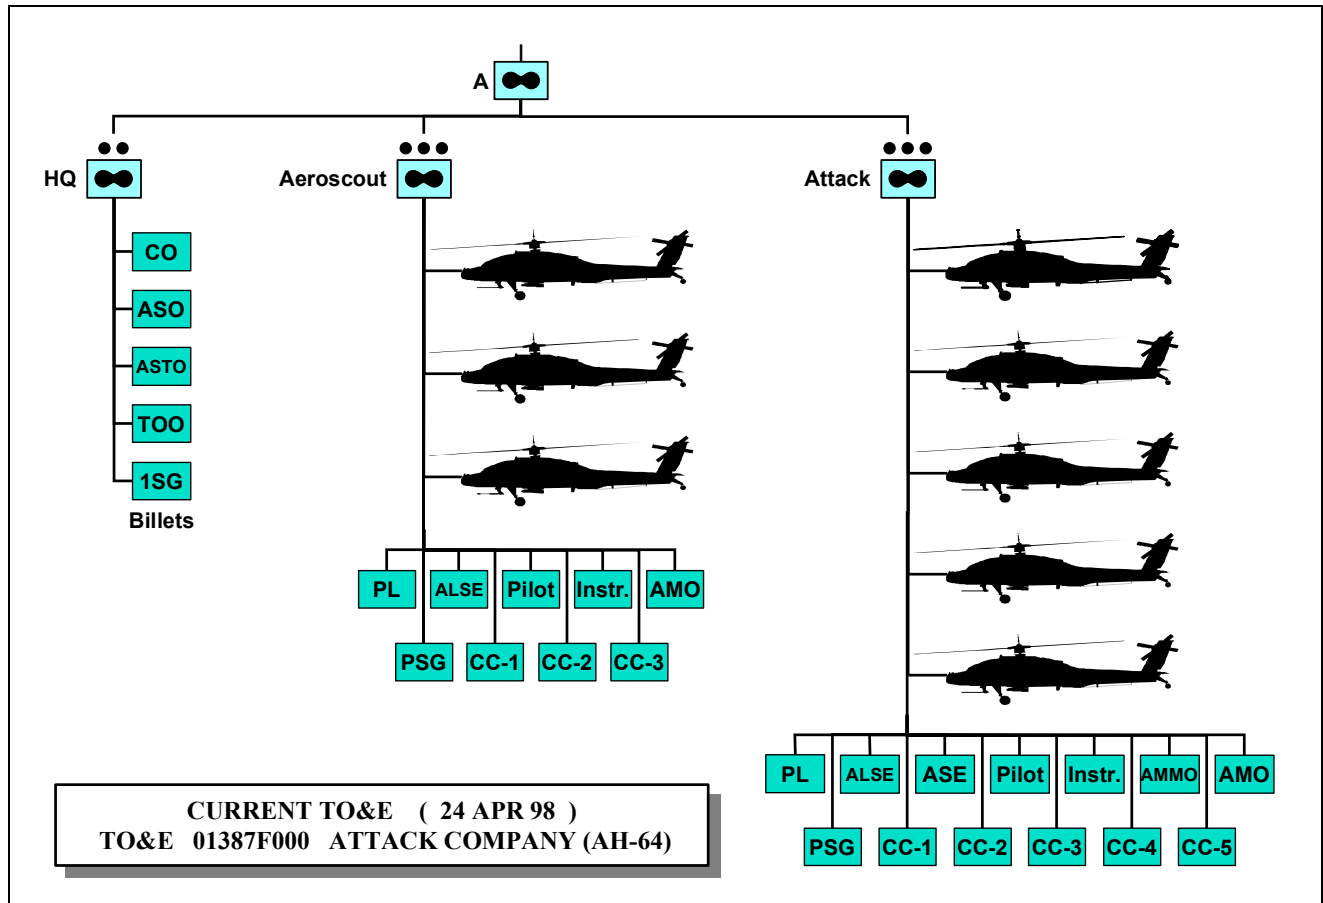 A
HQ
Aeroscout
Attack
CO
ASO
ASTO
TOO
1SG
Billets
PL ALSE Pilot Instr. AMO
PSG CC-1 CC-2 CC-3
PL ALSE ASE Pilot Instr. AMMO AMO
PSG CC-1 CC-2 CC-3 CC-4 CC-5
CURRENT TO&E ( 24 APR 98 )
TO&E 01387F000 ATTACK COMPANY (AH-64)